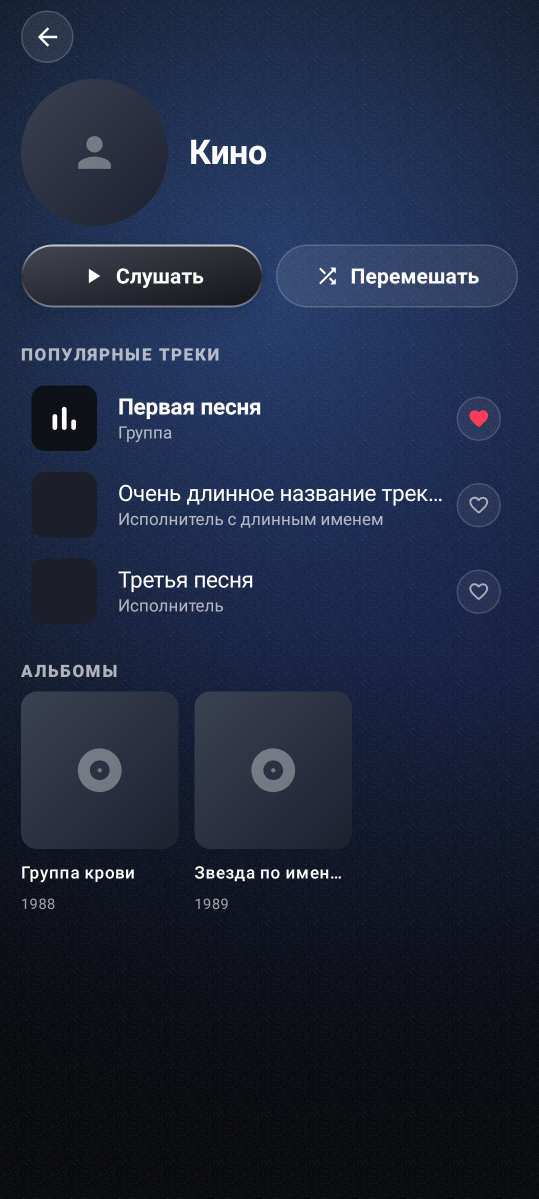 Кино
Слушать
Перемешать
ПОПУЛЯРНЫЕ ТРЕКИ
Первая песня
Группа
Очень длинное название трек…
Исполнитель с длинным именем
Третья песня
Исполнитель
АЛЬБОМЫ
Группа крови
1988
Звезда по имен…
1989